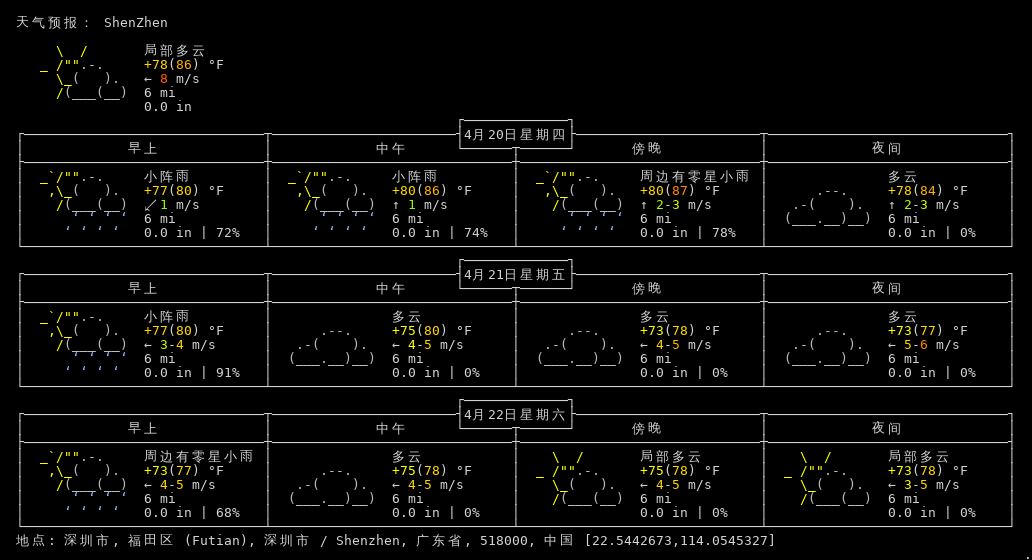 天气预报： ShenZhen
局部多云
+78(86) °F
← 8 m/s
6 mi
0.0 in
4月20日星期四
早上 中午 傍晚 夜间
小阵雨 小阵雨 周边有零星小雨 多云
+77(80) °F +80(86) °F +80(87) °F +78(84) °F
↙ 1 m/s ↑ 1 m/s ↑ 2-3 m/s ↑ 2-3 m/s
6 mi 6 mi 6 mi 6 mi
0.0 in | 72% 0.0 in | 74% 0.0 in | 78% 0.0 in | 0%
4月21日星期五
早上 中午 傍晚 夜间
小阵雨 多云 多云 多云
+77(80) °F +75(80) °F +73(78) °F +73(77) °F
← 3-4 m/s ← 4-5 m/s ← 4-5 m/s ← 5-6 m/s
6 mi 6 mi 6 mi 6 mi
0.0 in | 91% 0.0 in | 0% 0.0 in | 0% 0.0 in | 0%
4月22日星期六
早上 中午 傍晚 夜间
周边有零星小雨 多云 局部多云 局部多云
+73(77) °F +75(78) °F +75(78) °F +73(78) °F
← 4-5 m/s ← 4-5 m/s ← 4-5 m/s ← 3-5 m/s
6 mi 6 mi 6 mi 6 mi
0.0 in | 68% 0.0 in | 0% 0.0 in | 0% 0.0 in | 0%
地点: 深圳市, 福田区 (Futian), 深圳市 / Shenzhen, 广东省, 518000, 中国 [22.5442673,114.0545327]